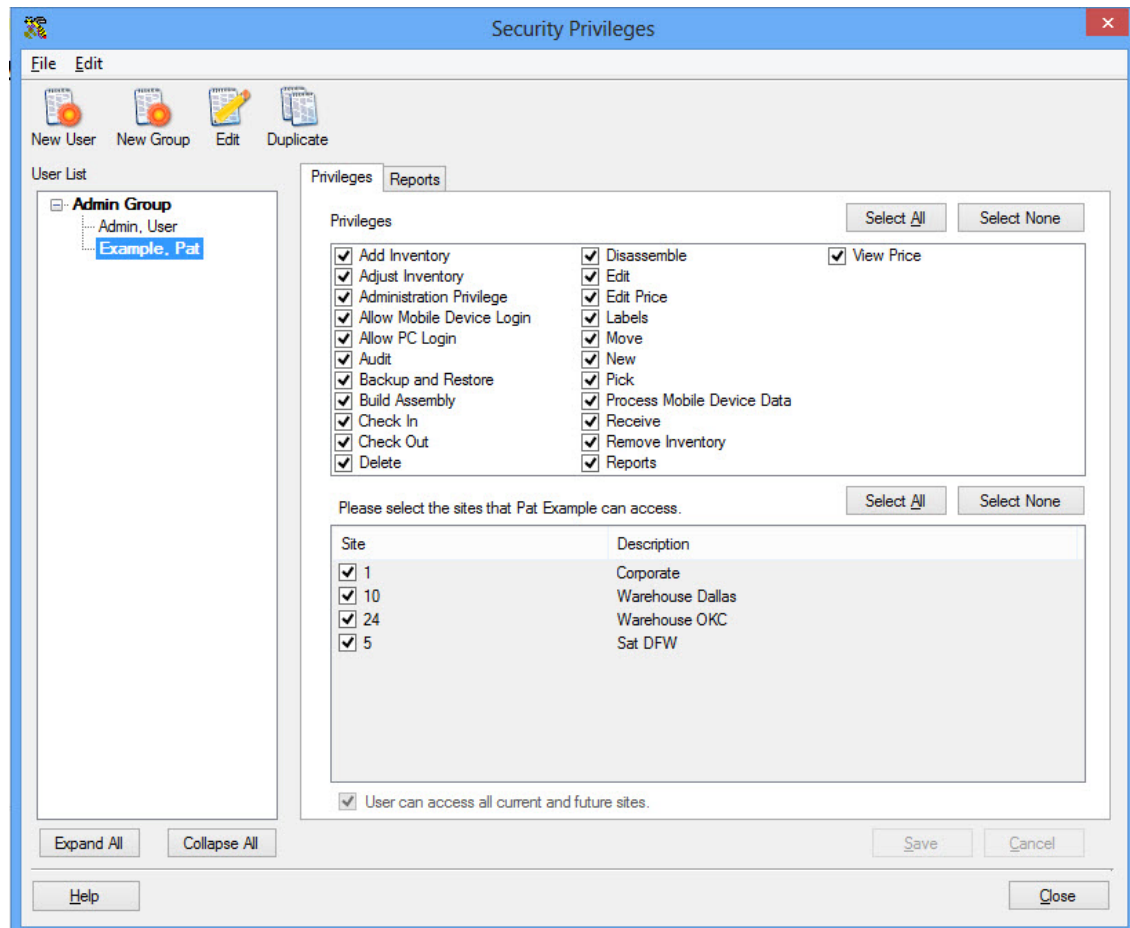 Security Privileges
File Edit
New User New Group Edit Duplicate
User List
Privileges Reports
Admin Group
Admin, User
Example, Pat
Privileges Select All Select None
Add Inventory Disassemble View Price
Adjust Inventory Edit
Administration Privilege Edit Price
Allow Mobile Device Login Labels
Allow PC Login Move
Audit New
Backup and Restore Pick
Build Assembly Process Mobile Device Data
Check In Receive
Check Out Remove Inventory
Delete Reports
Please select the sites that Pat Example can access. Select All Select None
Site Description
1 Corporate
10 Warehouse Dallas
24 Warehouse OKC
5 Sat DFW
User can access all current and future sites.
Expand All Collapse All Save Cancel
Help Close